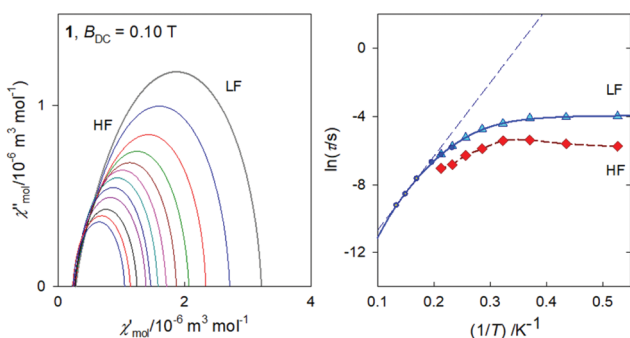 1, B_DC = 0.10 T
LF
HF
χ''mol/10⁻⁶ m³ mol⁻¹
1
0
0 1 2 3 4
χ'mol/10⁻⁶ m³ mol⁻¹
0
-4
-8
-12
ln(τ/s)
LF
HF
0.1 0.2 0.3 0.4 0.5
(1/T) /K⁻¹